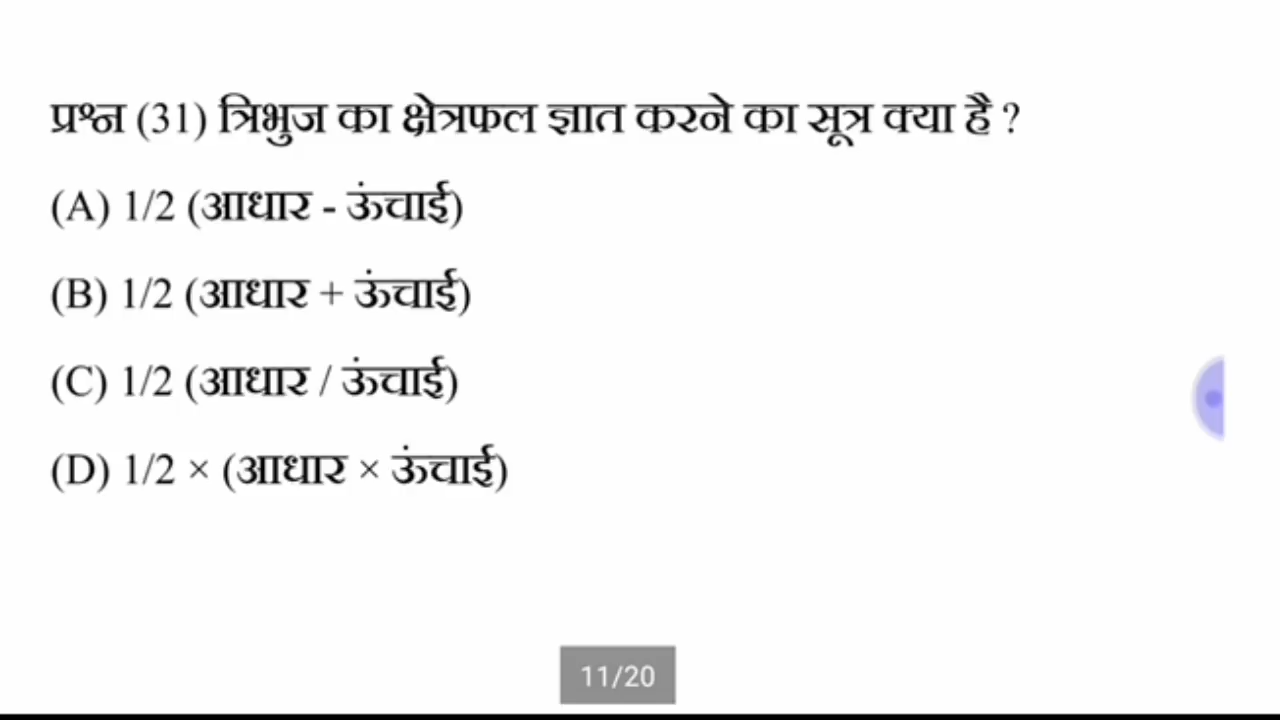 प्रश्न (31) त्रिभुज का क्षेत्रफल ज्ञात करने का सूत्र क्या है ?
(A) 1/2 (आधार - ऊंचाई)
(B) 1/2 (आधार + ऊंचाई)
(C) 1/2 (आधार / ऊंचाई)
(D) 1/2 × (आधार × ऊंचाई)
11/20